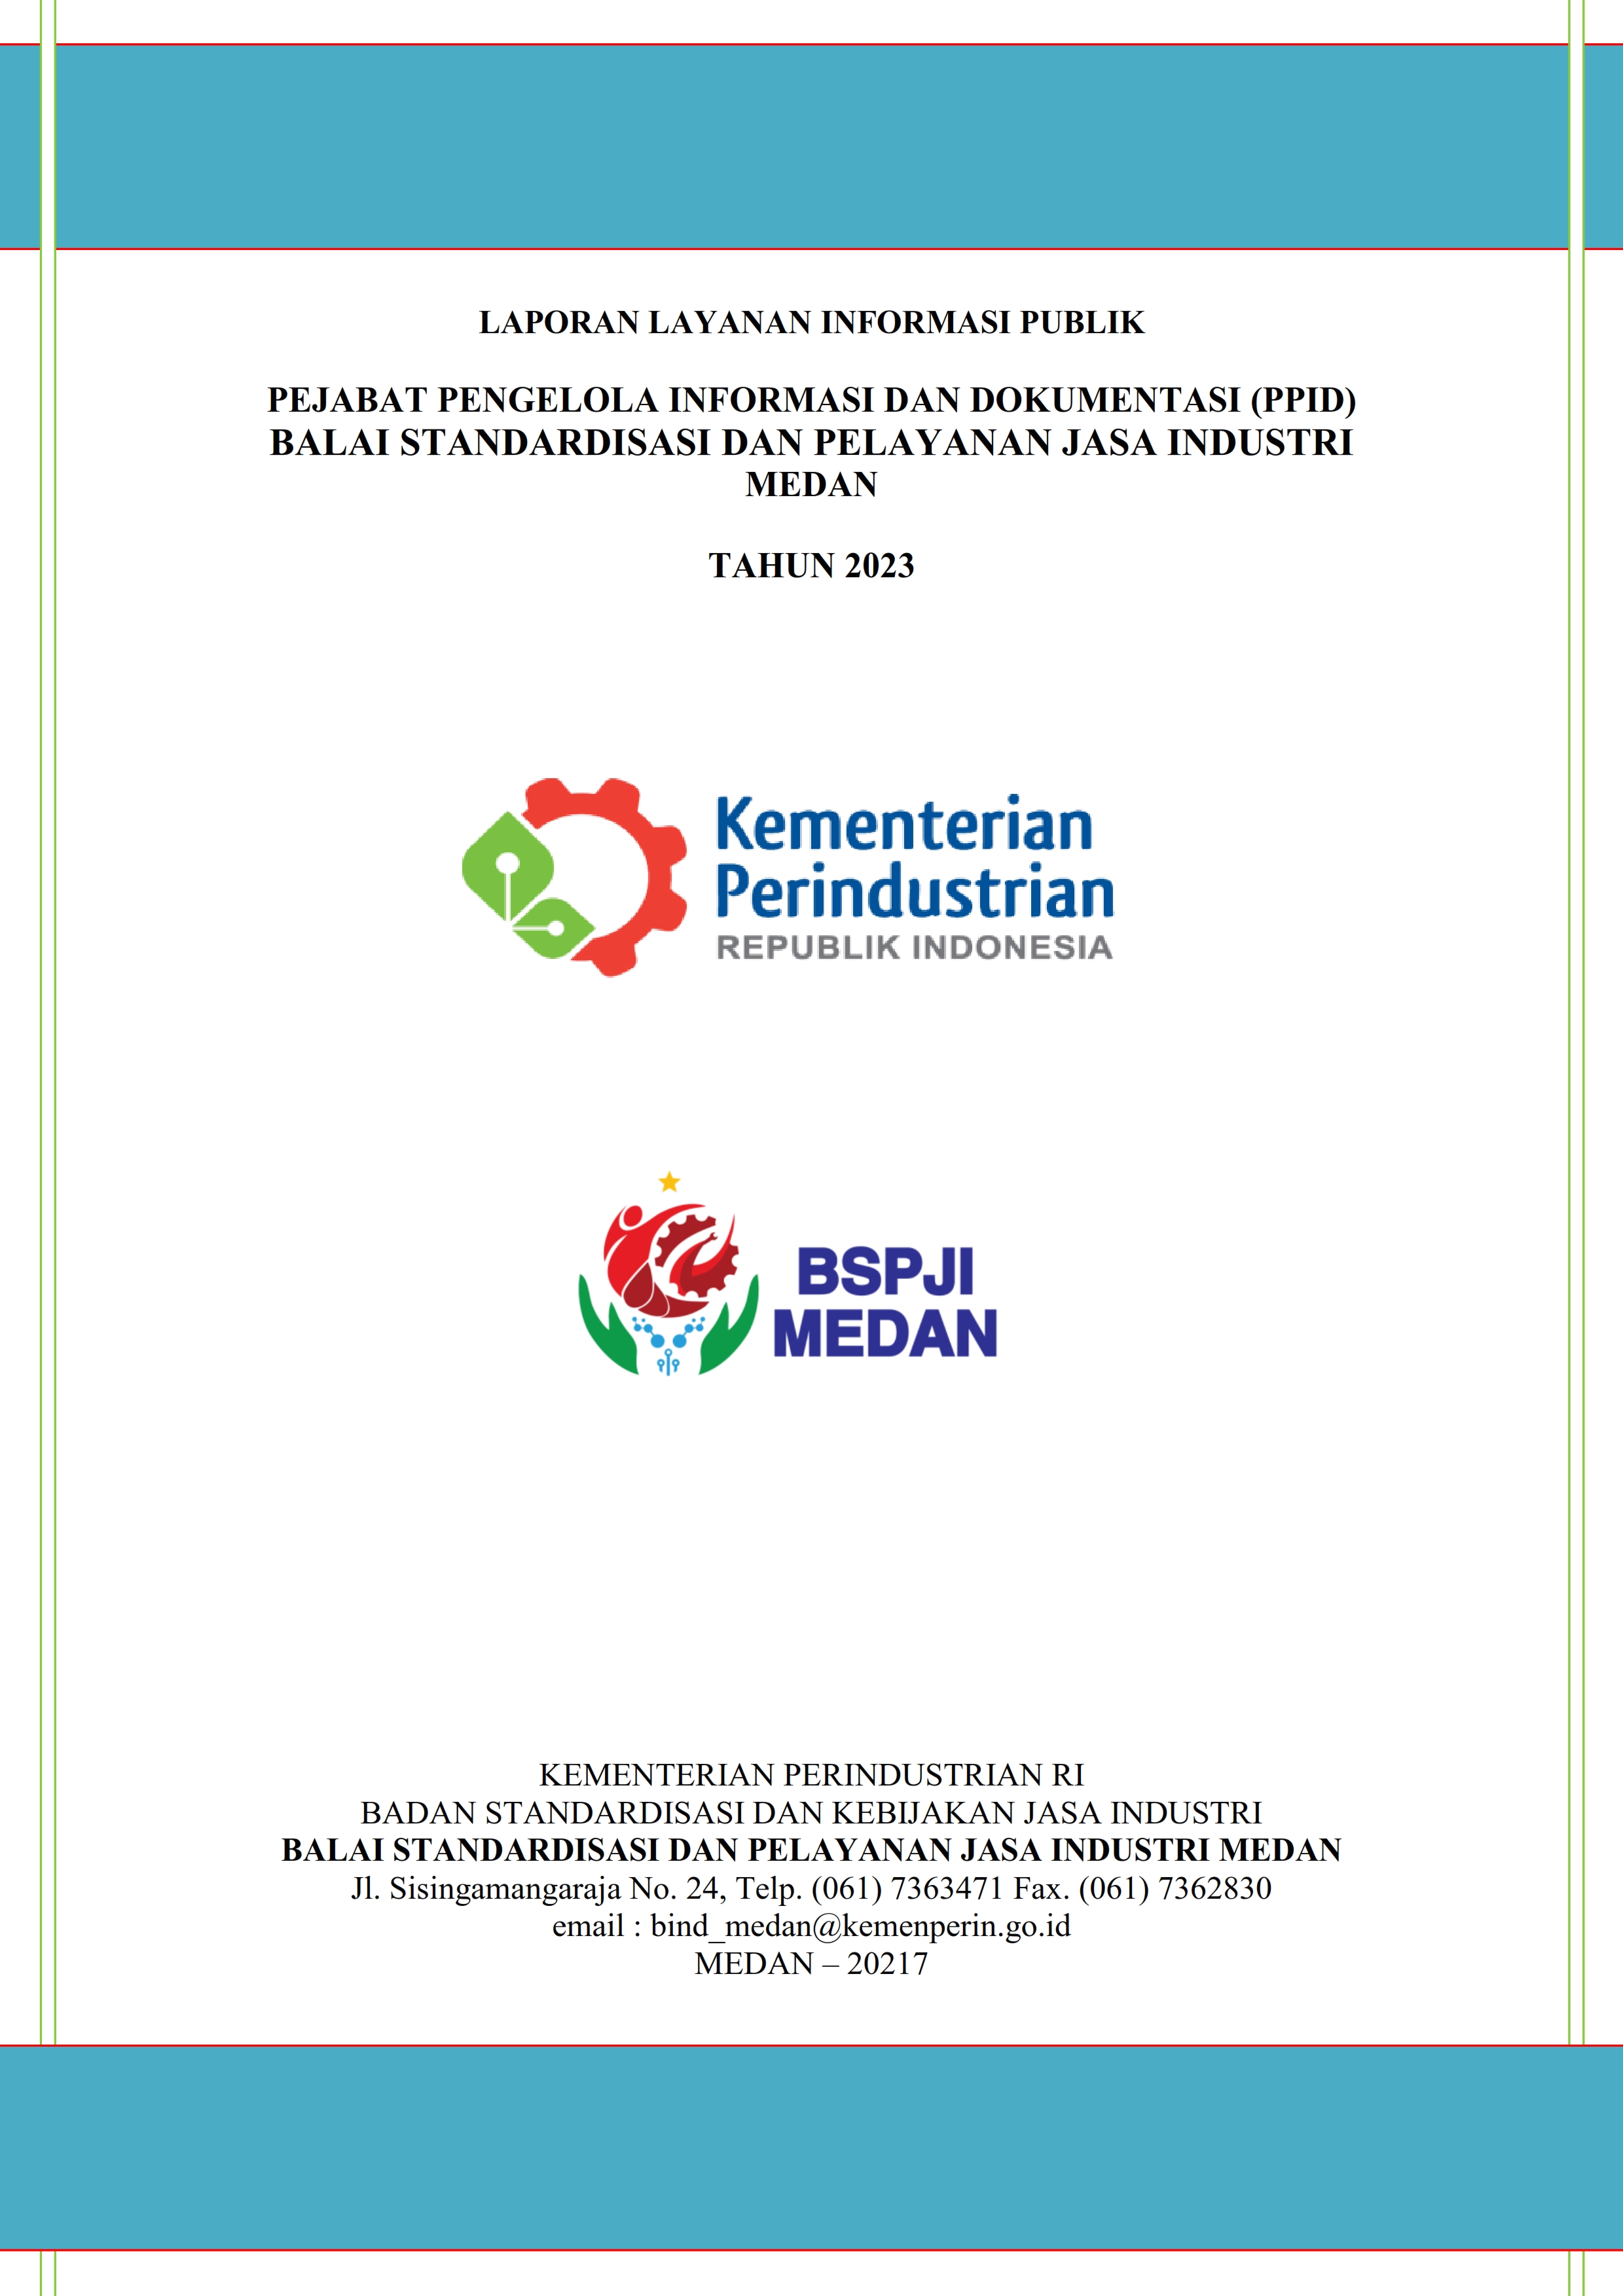 LAPORAN LAYANAN INFORMASI PUBLIK
PEJABAT PENGELOLA INFORMASI DAN DOKUMENTASI (PPID)
BALAI STANDARDISASI DAN PELAYANAN JASA INDUSTRI
MEDAN
TAHUN 2023
Kementerian
Perindustrian
REPUBLIK INDONESIA
BSPJI
MEDAN
KEMENTERIAN PERINDUSTRIAN RI
BADAN STANDARDISASI DAN KEBIJAKAN JASA INDUSTRI
BALAI STANDARDISASI DAN PELAYANAN JASA INDUSTRI MEDAN
Jl. Sisingamangaraja No. 24, Telp. (061) 7363471 Fax. (061) 7362830
email : bind_medan@kemenperin.go.id
MEDAN – 20217